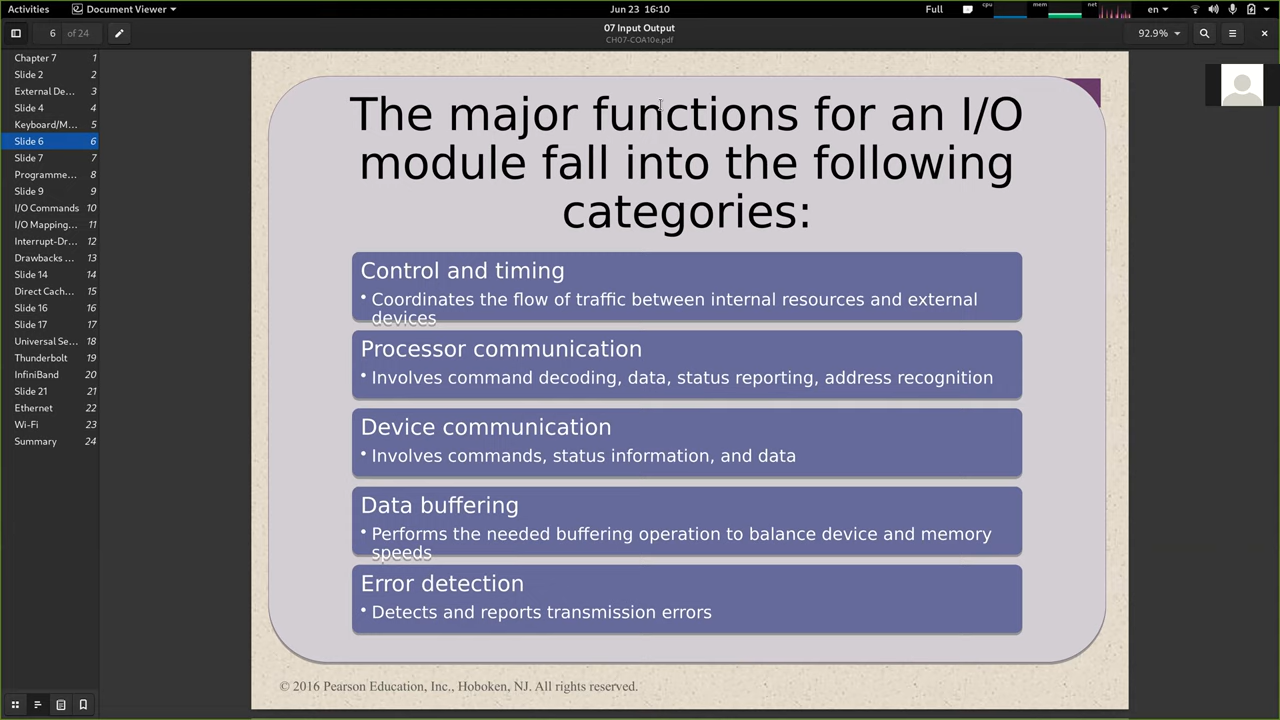 Activities
Document Viewer
Jun 23 16:10
Full
cpu
mem
net
en
6 of 24
07 Input Output
CH07-COA10e.pdf
92.9%
Chapter 7 1
Slide 2 2
External De... 3
Slide 4 4
Keyboard/M... 5
Slide 6 6
Slide 7 7
Programme... 8
Slide 9 9
I/O Commands 10
I/O Mapping... 11
Interrupt-Dr... 12
Drawbacks ... 13
Slide 14 14
Direct Cach... 15
Slide 16 16
Slide 17 17
Universal Se... 18
Thunderbolt 19
InfiniBand 20
Slide 21 21
Ethernet 22
Wi-Fi 23
Summary 24
The major functions for an I/O
module fall into the following
categories:
Control and timing
• Coordinates the flow of traffic between internal resources and external
devices
Processor communication
• Involves command decoding, data, status reporting, address recognition
Device communication
• Involves commands, status information, and data
Data buffering
• Performs the needed buffering operation to balance device and memory
speeds
Error detection
• Detects and reports transmission errors
© 2016 Pearson Education, Inc., Hoboken, NJ. All rights reserved.